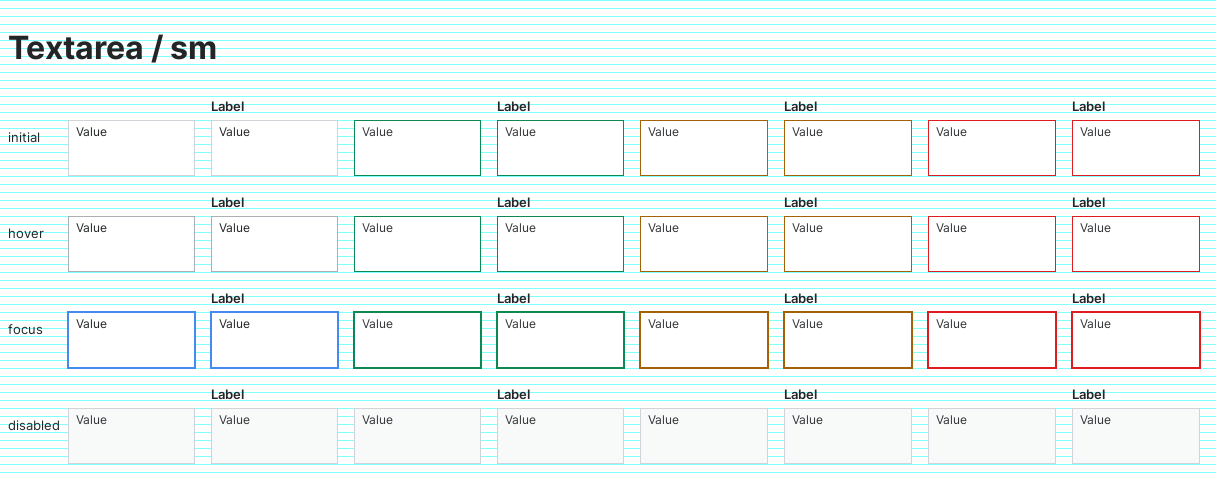 Textarea / sm
Label Label Label Label
initial Value Value Value Value Value Value Value Value
Label Label Label Label
hover Value Value Value Value Value Value Value Value
Label Label Label Label
focus Value Value Value Value Value Value Value Value
Label Label Label Label
disabled Value Value Value Value Value Value Value Value